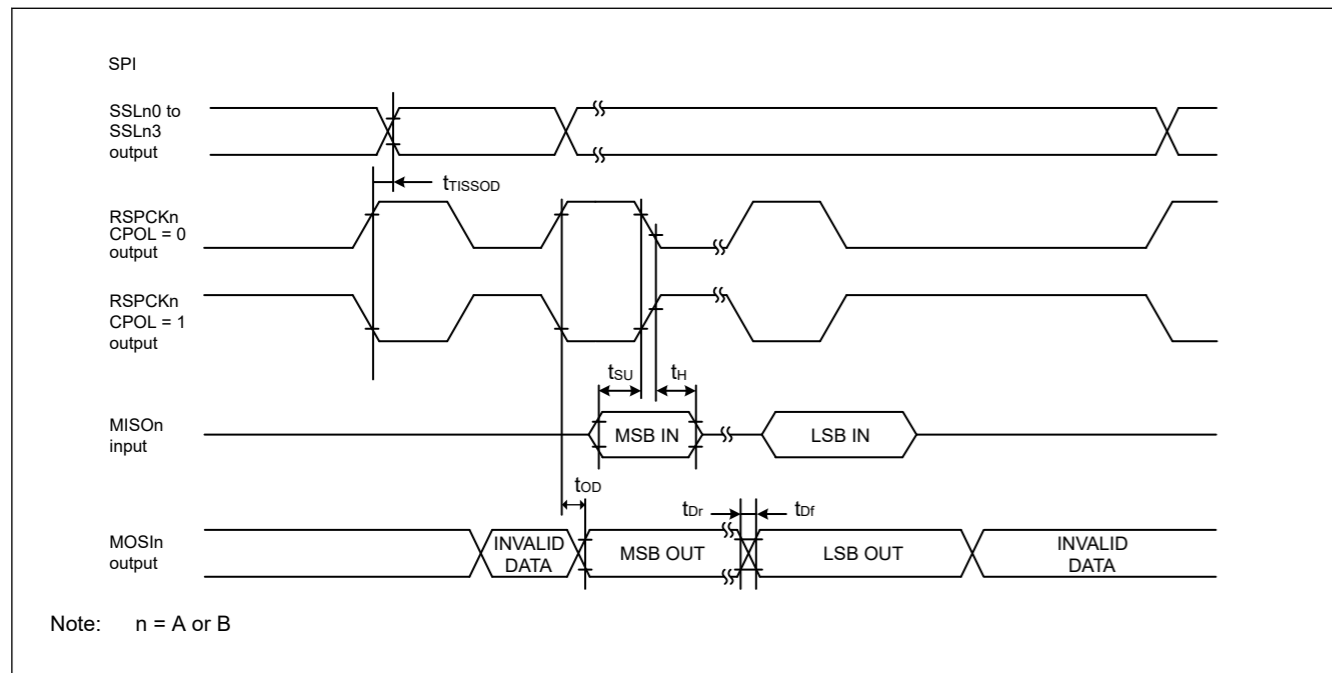 SPI
SSLn0 to
SSLn3
output
tTISSOD
RSPCKn
CPOL = 0
output
RSPCKn
CPOL = 1
output
tSU
tH
MISOn
input
MSB IN
LSB IN
tOD
tDr
tDf
MOSIn
output
INVALID
DATA
MSB OUT
LSB OUT
INVALID
DATA
Note: n = A or B